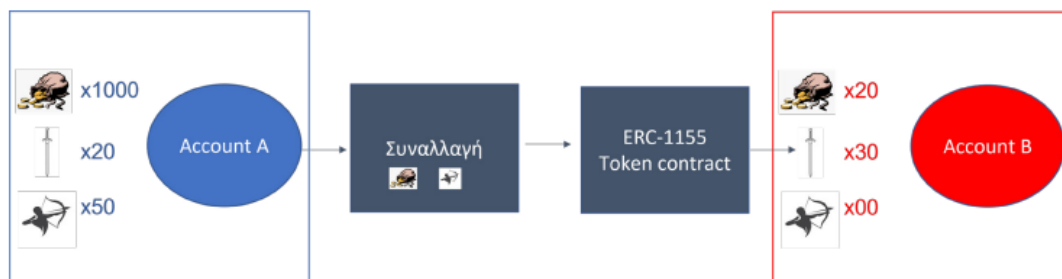 x1000
x20
x50
Account A
Συναλλαγή
ERC-1155
Token contract
x20
x30
x00
Account B